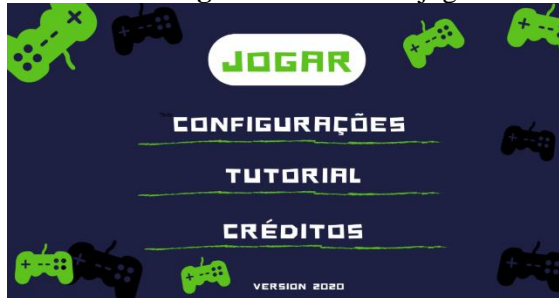 JOGAR
CONFIGURAÇÕES
TUTORIAL
CRÉDITOS
VERSION 2020